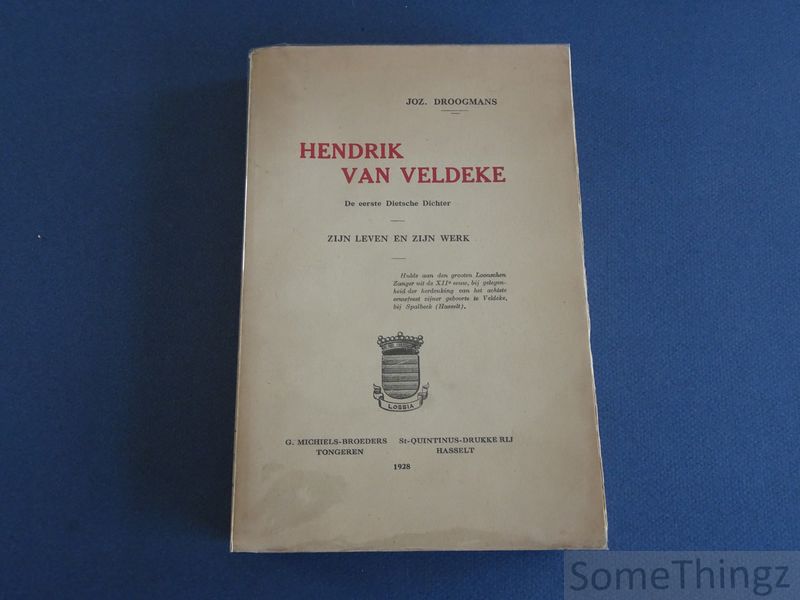 JOZ. DROOGMANS
HENDRIK
VAN VELDEKE
De eerste Dietsche Dichter
ZIJN LEVEN EN ZIJN WERK
Hulde aan den grooten Loonschen
Zanger uit de XIIe eeuw, bij gelegen-
heid der herdenking van het achtste
eeuwfeest zijner geboorte te Veldeke,
bij Spalbeek (Hasselt).
LOSSIA
G. MICHIELS-BROEDERS St-QUINTINUS-DRUKKERIJ
TONGEREN HASSELT
1928
SomeThingz